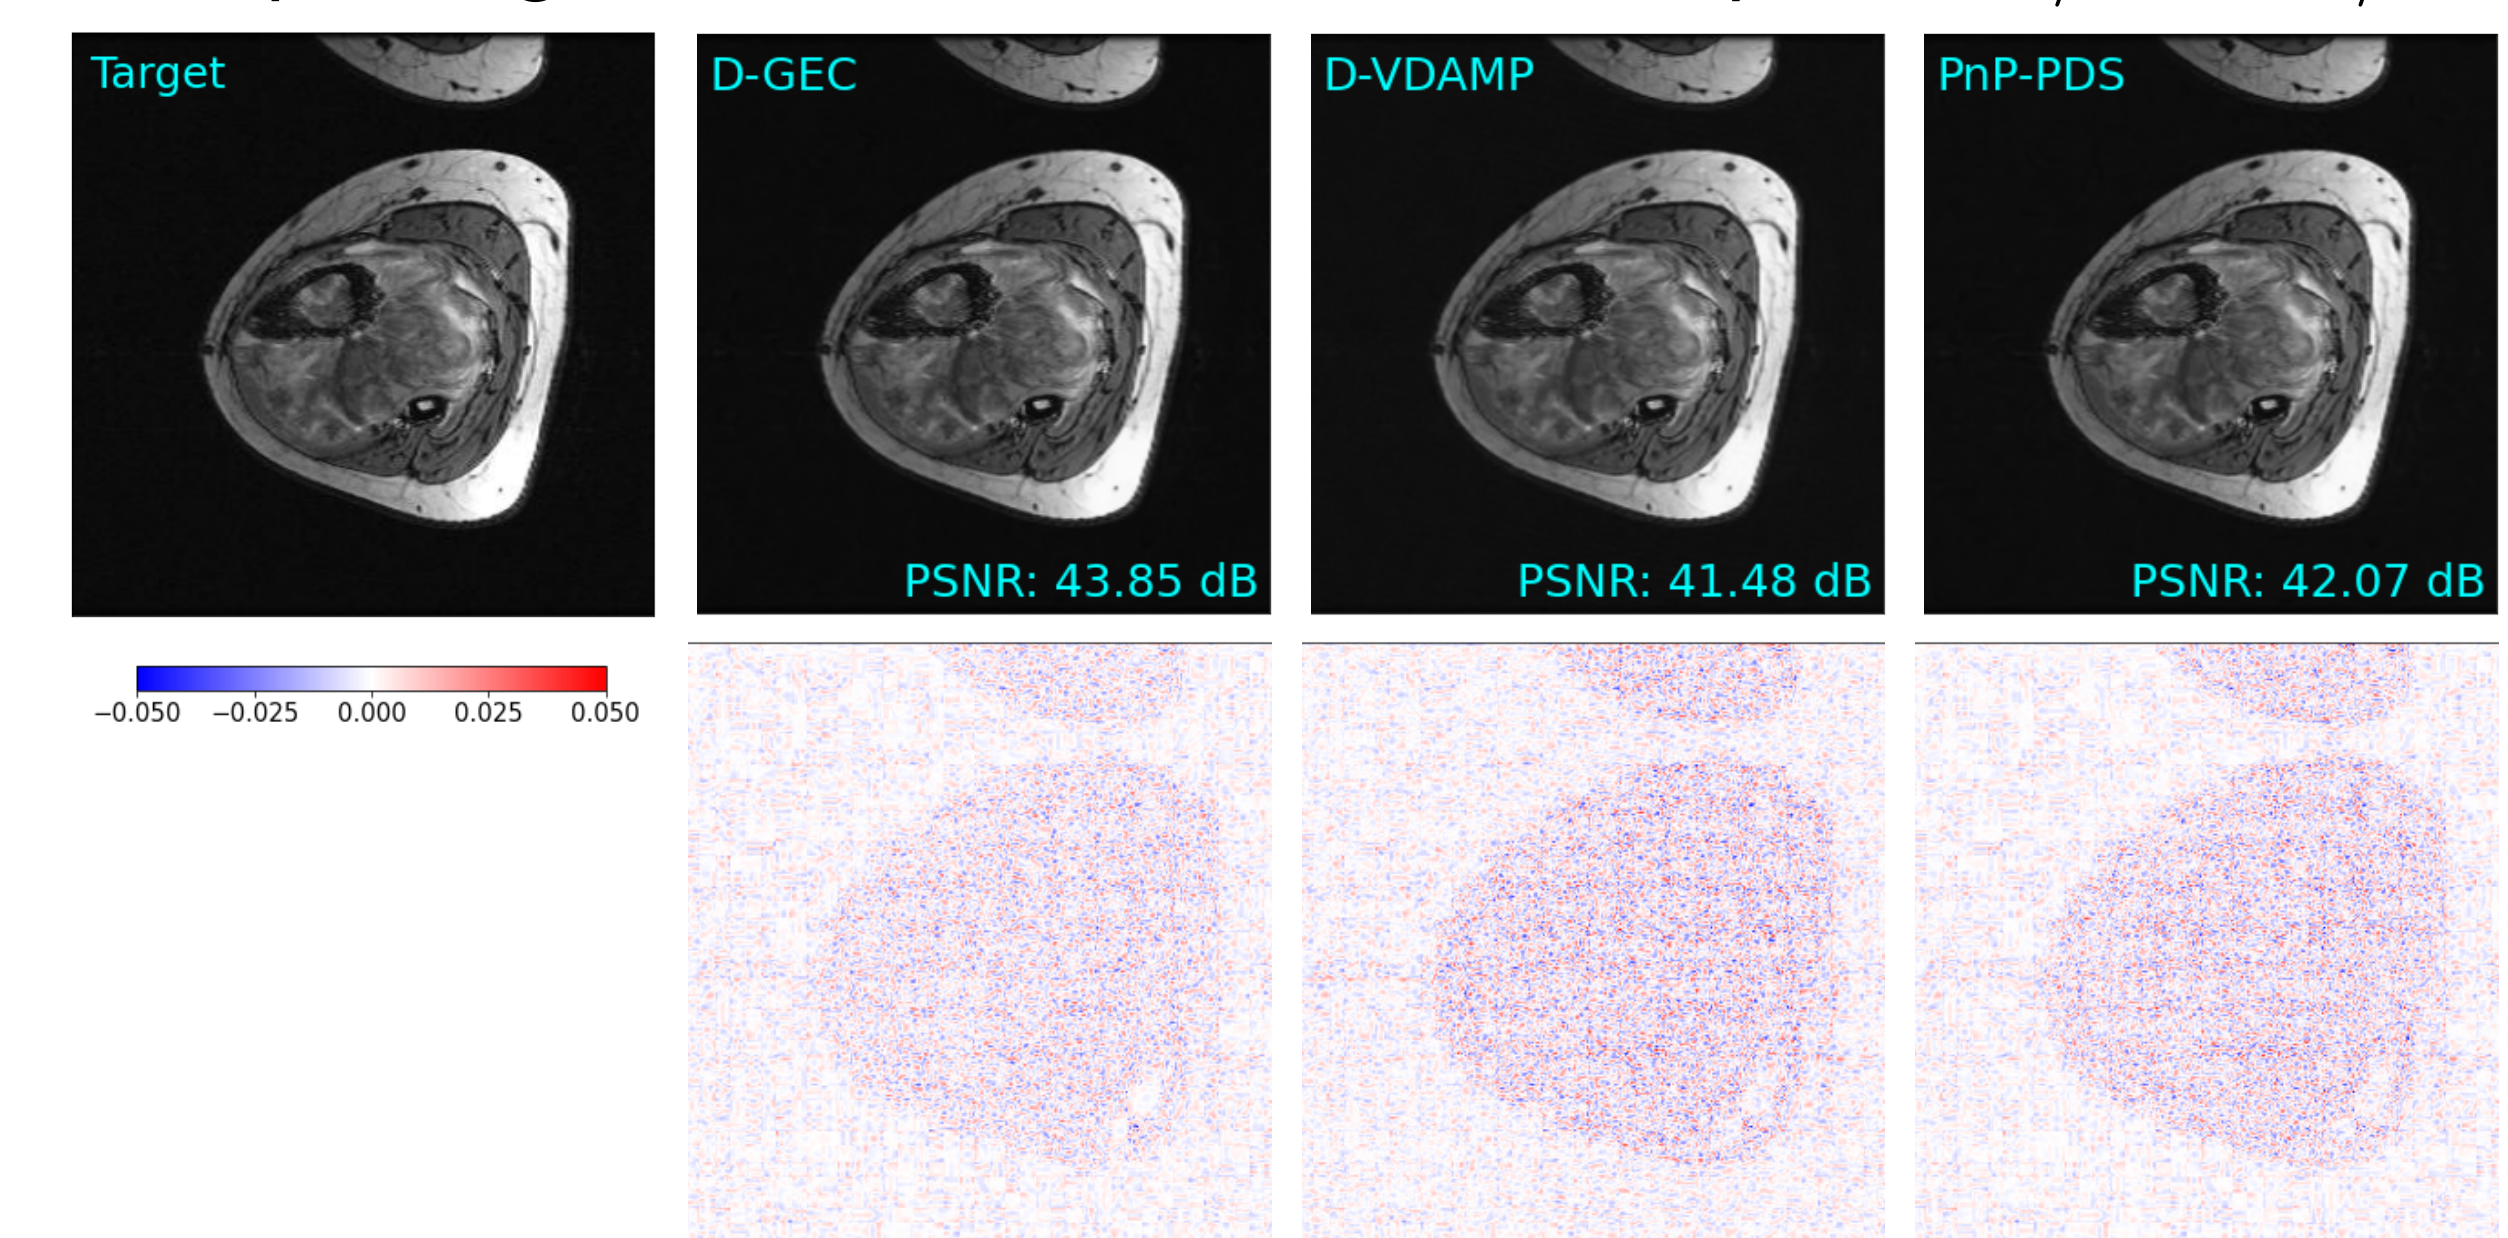 Target
D-GEC
D-VDAMP
PnP-PDS
PSNR: 43.85 dB
PSNR: 41.48 dB
PSNR: 42.07 dB
−0.050 −0.025 0.000 0.025 0.050